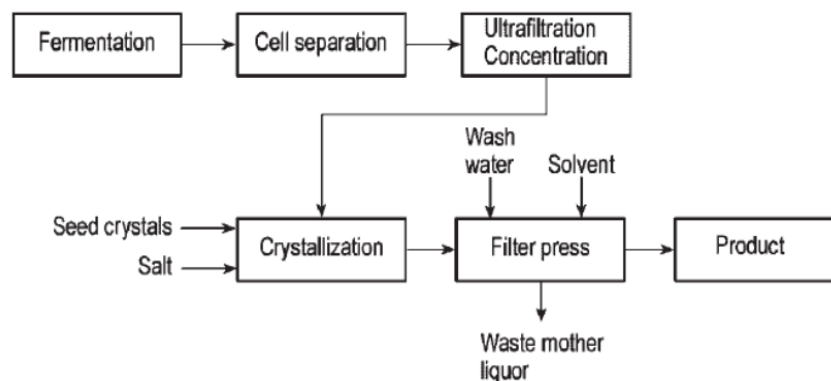 Fermentation
Cell separation
Ultrafiltration
Concentration
Wash
water
Solvent
Seed crystals
Salt
Crystallization
Filter press
Product
Waste mother
liquor